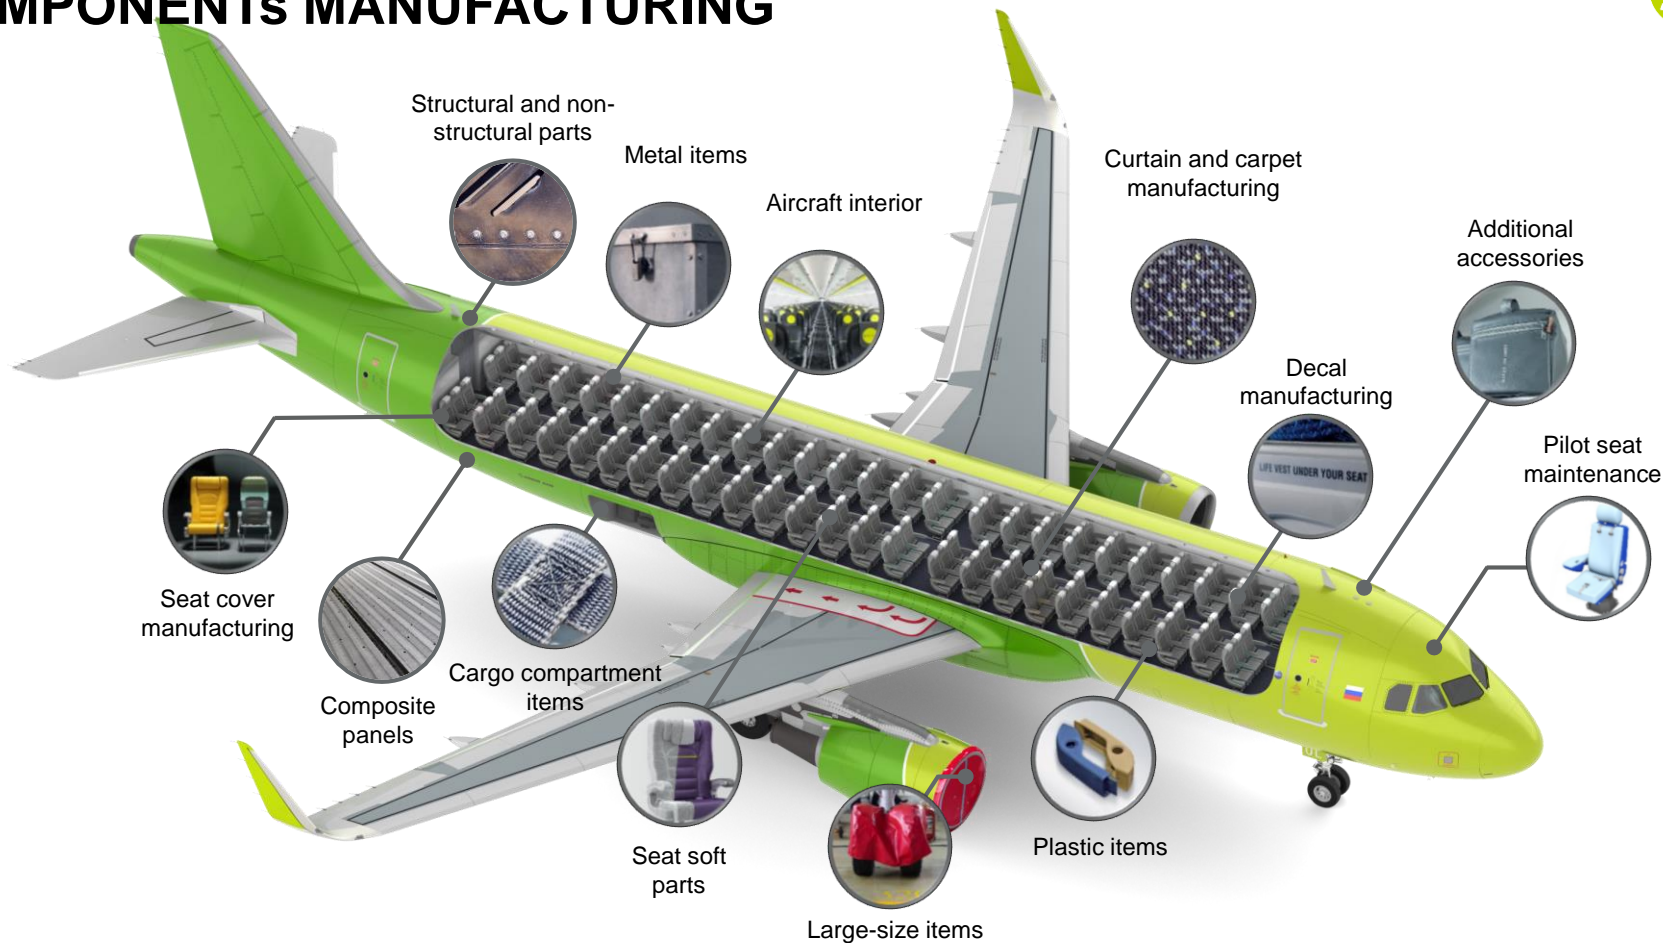 MPONENTs MANUFACTURING
Structural and non-
structural parts
Metal items
Aircraft interior
Curtain and carpet
manufacturing
Additional
accessories
Decal
manufacturing
LIFE VEST UNDER YOUR SEAT
Pilot seat
maintenance
Seat cover
manufacturing
Composite
panels
Cargo compartment
items
Seat soft
parts
Plastic items
Large-size items